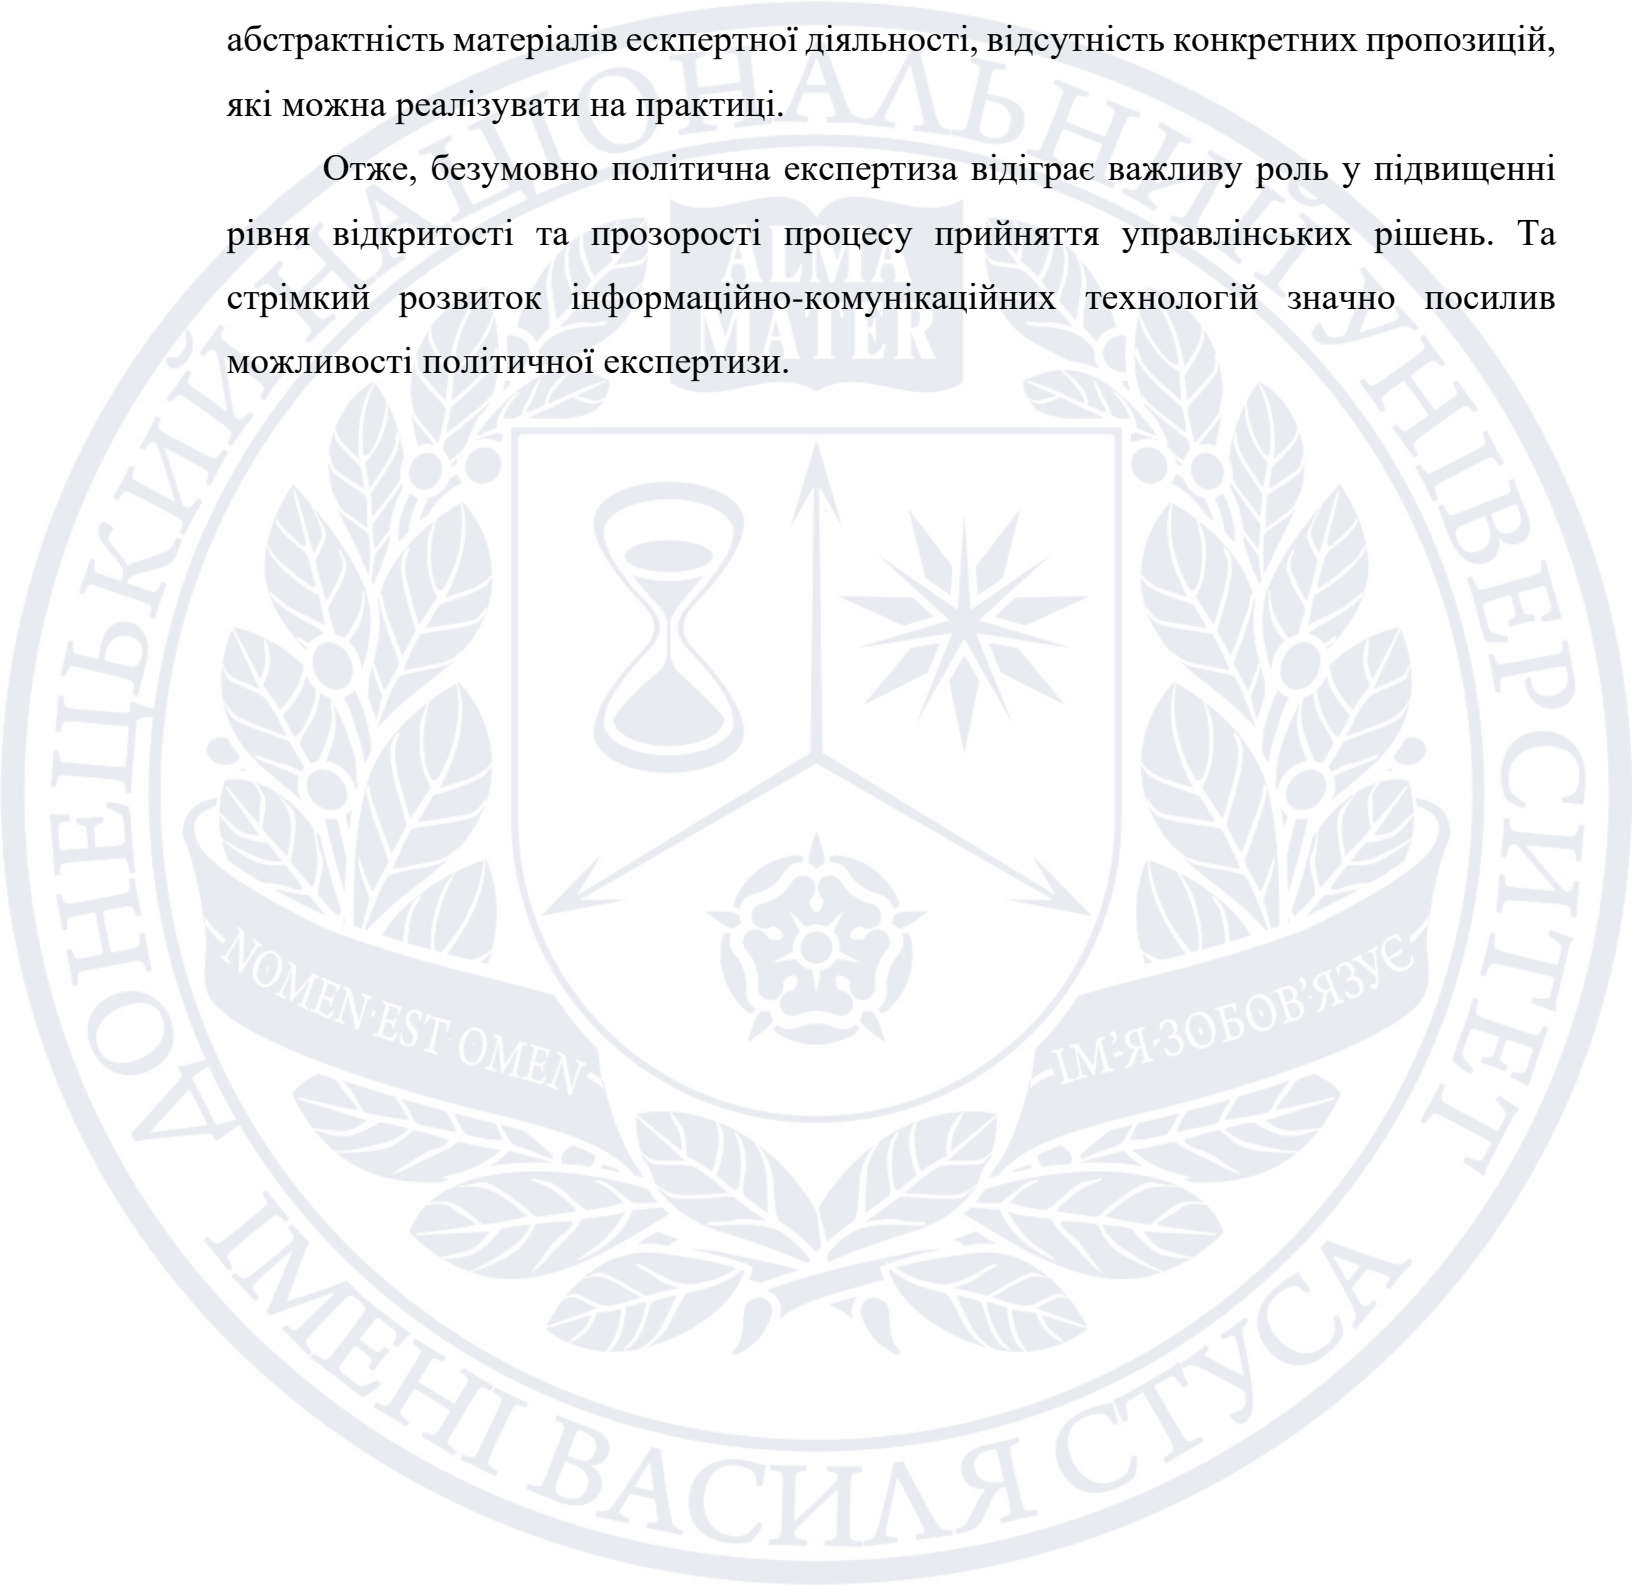 абстрактність матеріалів ескпертної діяльності, відсутність конкретних пропозицій,
які можна реалізувати на практиці.
Отже, безумовно політична експертиза відіграє важливу роль у підвищенні
рівня відкритості та прозорості процесу прийняття управлінських рішень. Та
стрімкий розвиток інформаційно-комунікаційних технологій значно посилив
можливості політичної експертизи.
ДОНЕЦЬКИЙ НАЦІОНАЛЬНИЙ УНІВЕРСИТЕТ
ALMA
MATER
NOMEN·EST·OMEN
ІМ'Я·ЗОБОВ'ЯЗУЄ
ІМЕНІ ВАСИЛЯ СТУСА